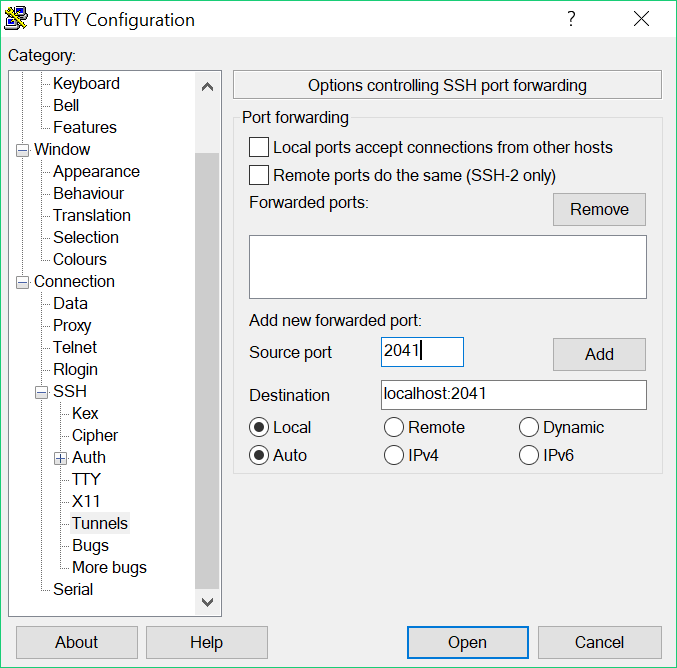 PuTTY Configuration
?
Category:
Keyboard
Bell
Features
Window
Appearance
Behaviour
Translation
Selection
Colours
Connection
Data
Proxy
Telnet
Rlogin
SSH
Kex
Cipher
Auth
TTY
X11
Tunnels
Bugs
More bugs
Serial
Options controlling SSH port forwarding
Port forwarding
Local ports accept connections from other hosts
Remote ports do the same (SSH-2 only)
Forwarded ports:
Remove
Add new forwarded port:
Source port 2041 Add
Destination localhost:2041
Local Remote Dynamic
Auto IPv4 IPv6
About Help Open Cancel